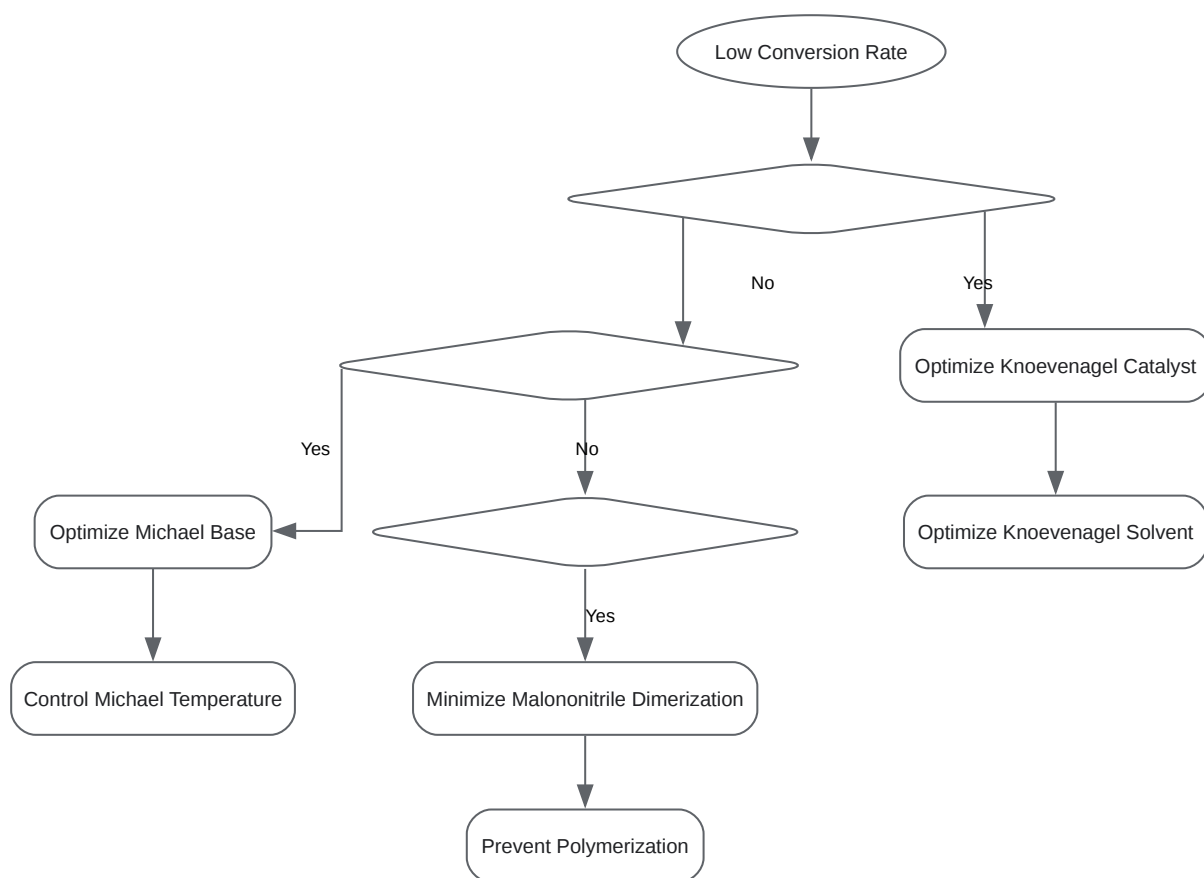 Low Conversion Rate
No
Yes
Optimize Knoevenagel Catalyst
Yes
No
Optimize Michael Base
Optimize Knoevenagel Solvent
Yes
Control Michael Temperature
Minimize Malononitrile Dimerization
Prevent Polymerization